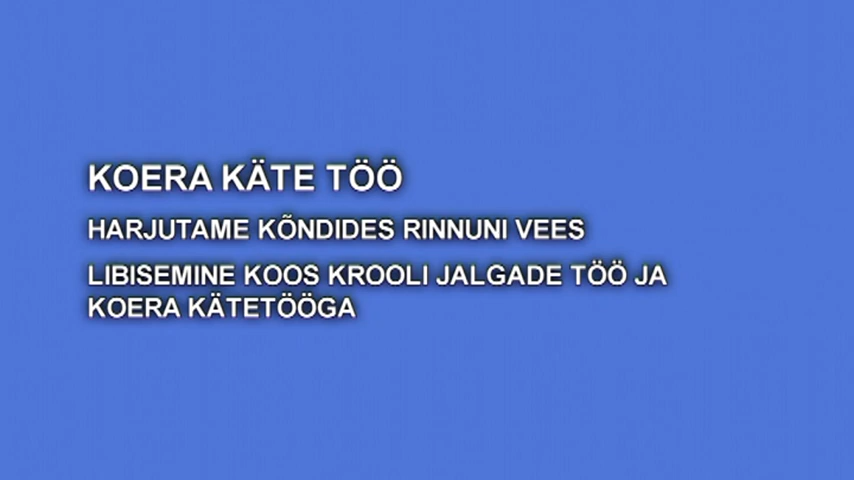 KOERA KÄTE TÖÖ
HARJUTAME KÕNDIDES RINNUNI VEES
LIBISEMINE KOOS KROOLI JALGADE TÖÖ JA
KOERA KÄTETÖÖGA